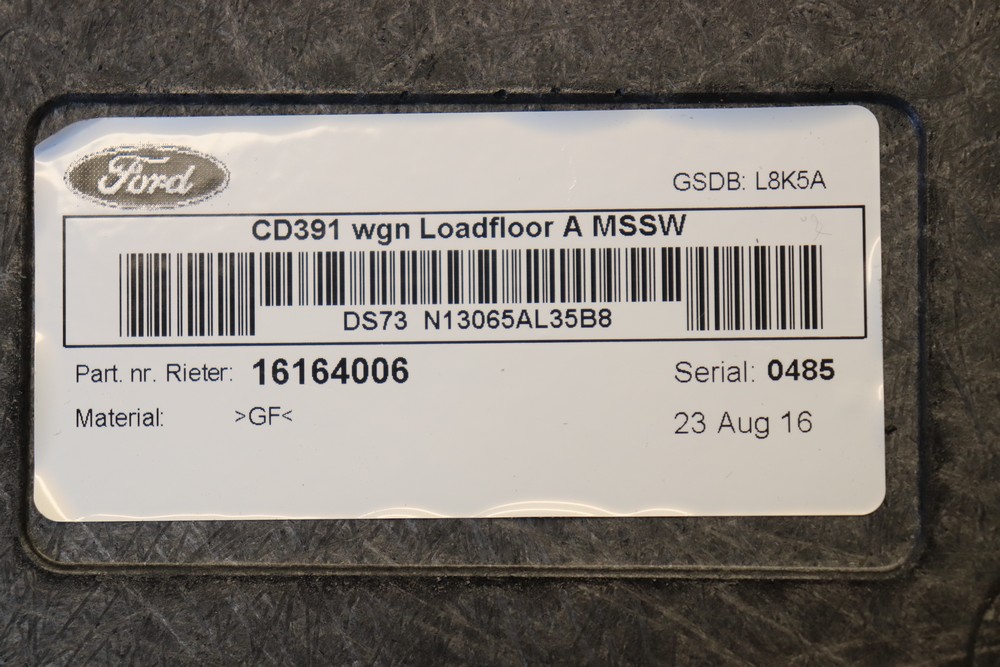 Ford
GSDB: L8K5A
CD391 wgn Loadfloor A MSSW
DS73 N13065AL35B8
Part. nr. Rieter: 16164006
Serial: 0485
Material: >GF<
23 Aug 16